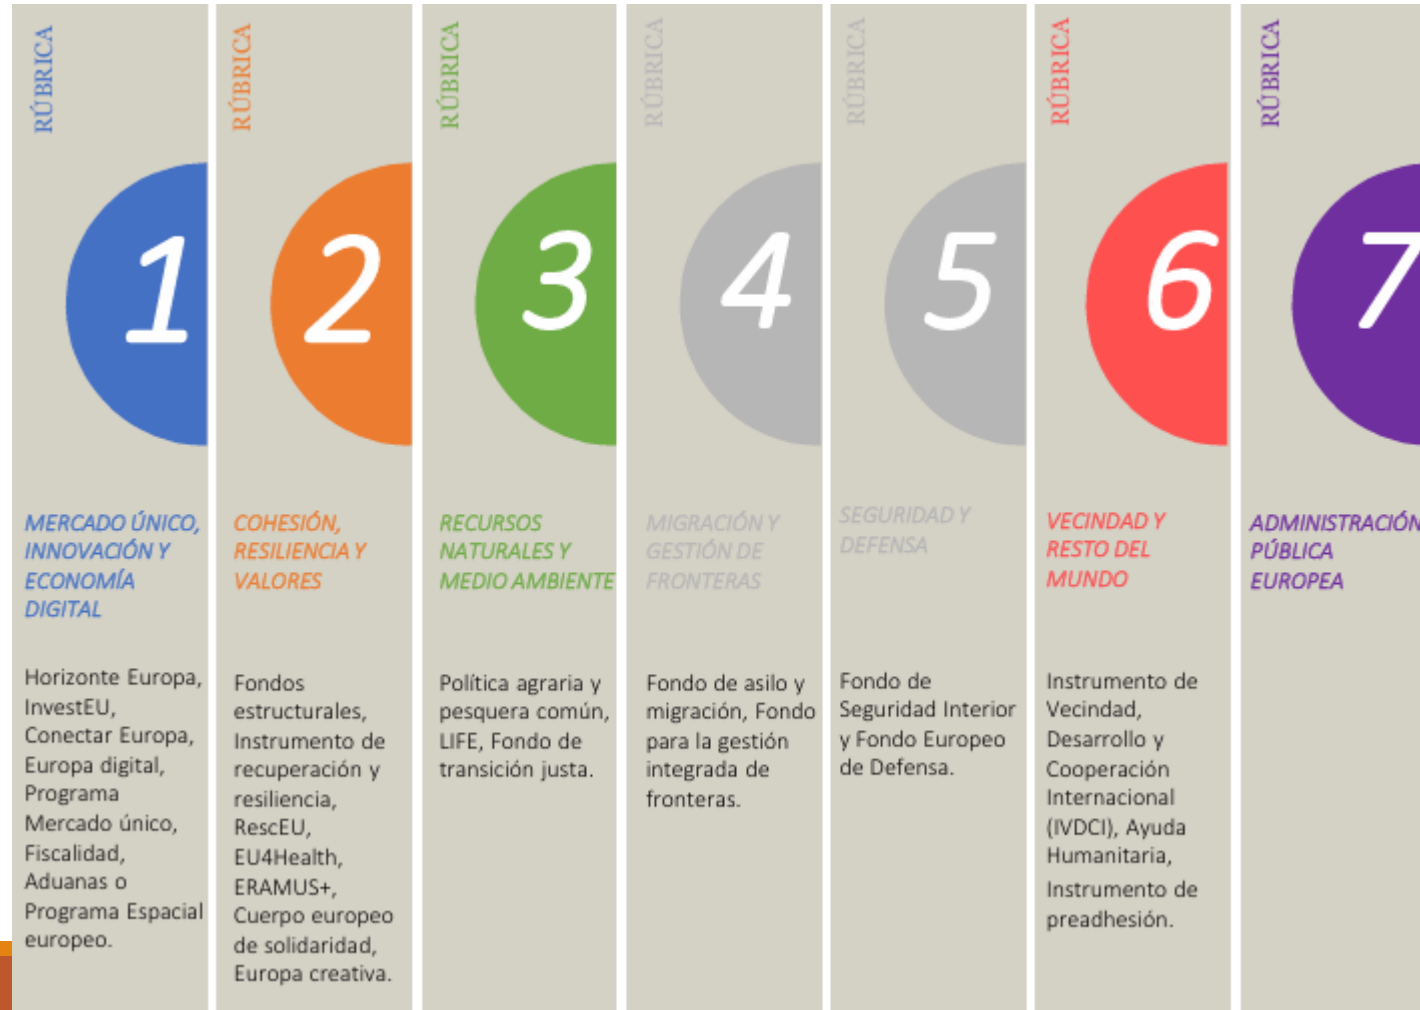 RÚBRICA
1
MERCADO ÚNICO,
INNOVACIÓN Y
ECONOMÍA
DIGITAL
Horizonte Europa,
InvestEU,
Conectar Europa,
Europa digital,
Programa
Mercado único,
Fiscalidad,
Aduanas o
Programa Espacial
europeo.
RÚBRICA
2
COHESIÓN,
RESILIENCIA Y
VALORES
Fondos
estructurales,
Instrumento de
recuperación y
resiliencia,
RescEU,
EU4Health,
ERAMUS+,
Cuerpo europeo
de solidaridad,
Europa creativa.
RÚBRICA
3
RECURSOS
NATURALES Y
MEDIO AMBIENTE
Política agraria y
pesquera común,
LIFE, Fondo de
transición justa.
RÚBRICA
4
MIGRACIÓN Y
GESTIÓN DE
FRONTERAS
Fondo de asilo y
migración, Fondo
para la gestión
integrada de
fronteras.
RÚBRICA
5
SEGURIDAD Y
DEFENSA
Fondo de
Seguridad Interior
y Fondo Europeo
de Defensa.
RÚBRICA
6
VECINDAD Y
RESTO DEL
MUNDO
Instrumento de
Vecindad,
Desarrollo y
Cooperación
Internacional
(IVDCI), Ayuda
Humanitaria,
Instrumento de
preadhesión.
RÚBRICA
7
ADMINISTRACIÓN
PÚBLICA
EUROPEA